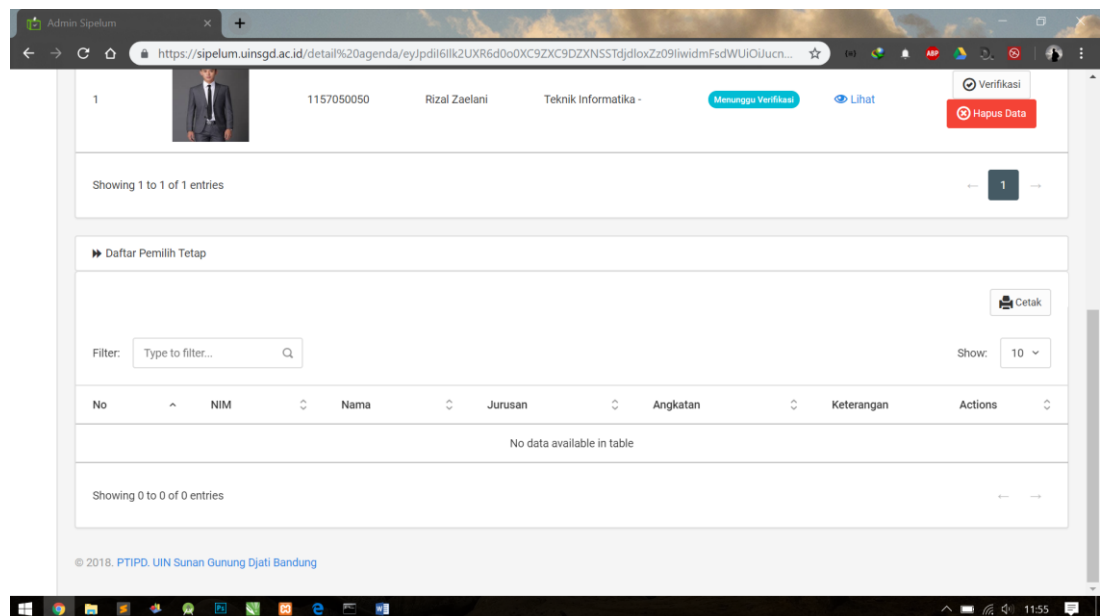 Admin Sipelum
https://sipelum.uinsgd.ac.id/detail%20agenda/eyJpdiI6Ilk2UXR6d0o0XC9ZXC9DZXNSSTdjdloxZz09IiwidmFsdWUiOiJucn...
1 1157050050 Rizal Zaelani Teknik Informatika - Menunggu Verifikasi Lihat Verifikasi
Hapus Data
Showing 1 to 1 of 1 entries ← 1 →
Daftar Pemilih Tetap
Cetak
Filter: Type to filter... Show: 10
No NIM Nama Jurusan Angkatan Keterangan Actions
No data available in table
Showing 0 to 0 of 0 entries ← →
© 2018. PTIPD. UIN Sunan Gunung Djati Bandung
11:55